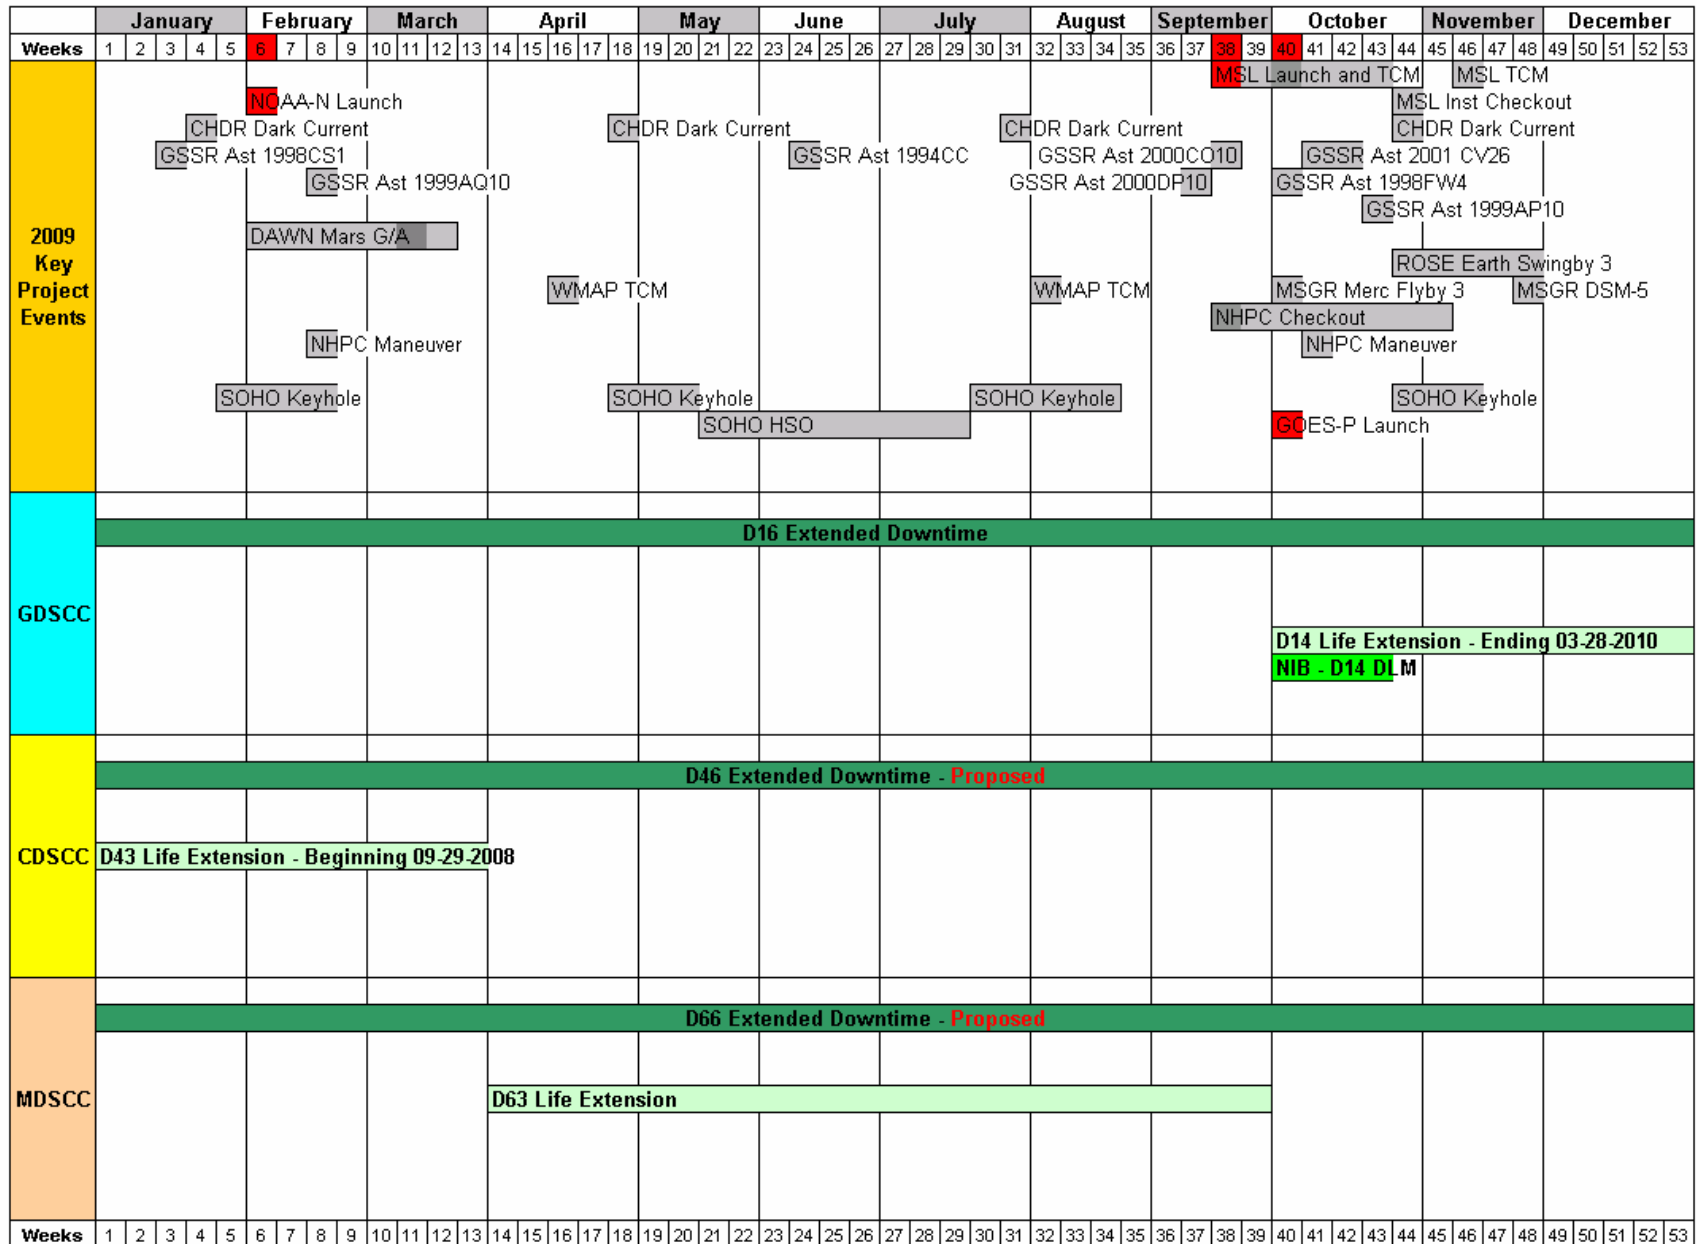 January February March April May June July August September October November December
Weeks 1 2 3 4 5 6 7 8 9 10 11 12 13 14 15 16 17 18 19 20 21 22 23 24 25 26 27 28 29 30 31 32 33 34 35 36 37 38 39 40 41 42 43 44 45 46 47 48 49 50 51 52 53
2009
Key
Project
Events
MSL Launch and TCM MSL TCM
NOAA-N Launch MSL Inst Checkout
CHDR Dark Current CHDR Dark Current CHDR Dark Current CHDR Dark Current
GSSR Ast 1998CS1 GSSR Ast 1994CC GSSR Ast 2000CO10 GSSR Ast 2001 CV26
GSSR Ast 1999AQ10 GSSR Ast 2000DP10 GSSR Ast 1998FW4
GSSR Ast 1999AP10
DAWN Mars G/A
ROSE Earth Swingby 3
WMAP TCM WMAP TCM MSGR Merc Flyby 3 MSGR DSM-5
NHPC Checkout
NHPC Maneuver NHPC Maneuver
SOHO Keyhole SOHO Keyhole SOHO Keyhole SOHO Keyhole
SOHO HSO GOES-P Launch
GDSCC
D16 Extended Downtime
D14 Life Extension - Ending 03-28-2010
NIB - D14 DLM
CDSCC
D46 Extended Downtime - Proposed
D43 Life Extension - Beginning 09-29-2008
MDSCC
D66 Extended Downtime - Proposed
D63 Life Extension
Weeks 1 2 3 4 5 6 7 8 9 10 11 12 13 14 15 16 17 18 19 20 21 22 23 24 25 26 27 28 29 30 31 32 33 34 35 36 37 38 39 40 41 42 43 44 45 46 47 48 49 50 51 52 53